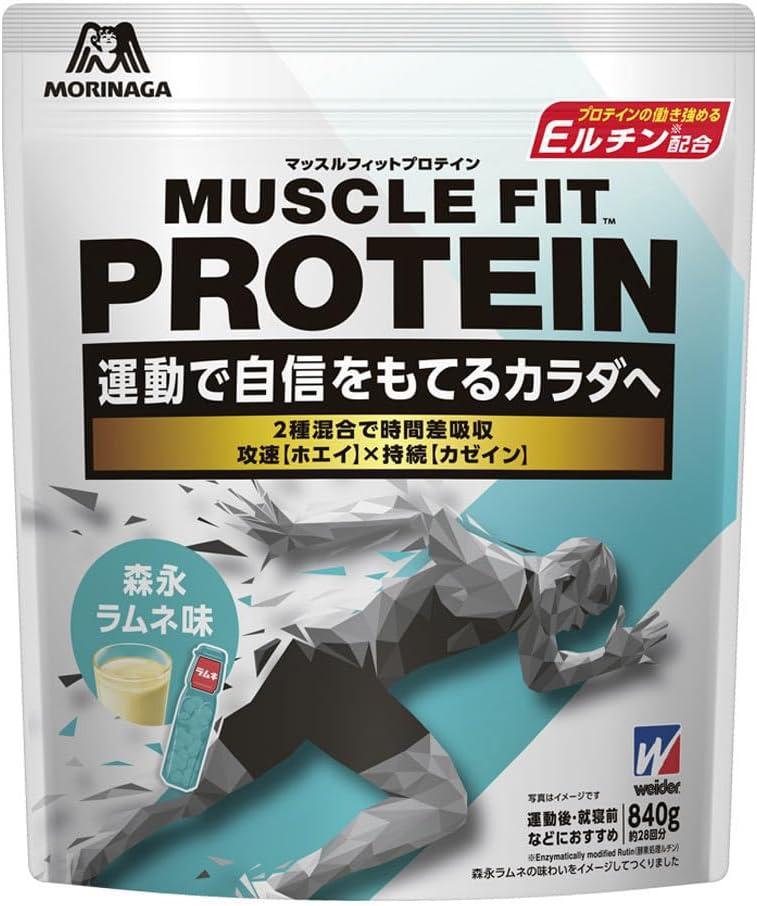 MORINAGA
プロテインの働き強める
Eルチン※配合
マッスルフィットプロテイン
MUSCLE FIT™
PROTEIN
運動で自信をもてるカラダへ
2種混合で時間差吸収
攻速【ホエイ】×持続【カゼイン】
森永
ラムネ味
ラムネ
W
weider
写真はイメージです
運動後・就寝前
などにおすすめ
840g
約28回分
※Enzymatically modified Rutin(酵素処理ルチン)
森永ラムネの味わいをイメージしてつくりました